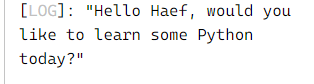 [LOG]: "Hello Haef, would you
like to learn some Python
today?"